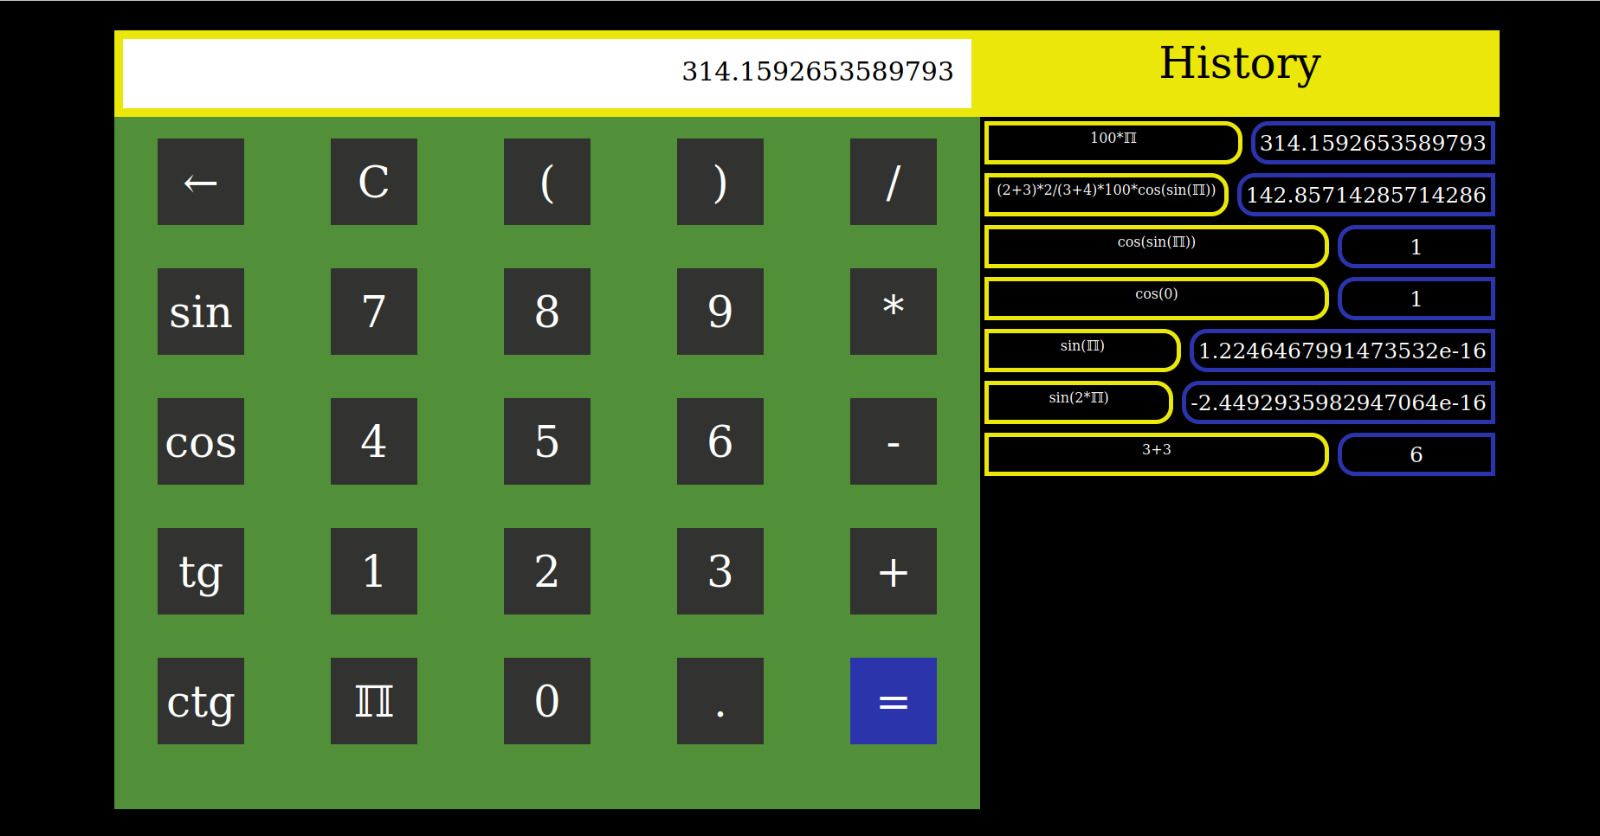 314.1592653589793
History
← C ( ) /
sin 7 8 9 *
cos 4 5 6 -
tg 1 2 3 +
ctg ℿ 0 . =
100*ℿ 314.1592653589793
(2+3)*2/(3+4)*100*cos(sin(ℿ)) 142.85714285714286
cos(sin(ℿ)) 1
cos(0) 1
sin(ℿ) 1.2246467991473532e-16
sin(2*ℿ) -2.4492935982947064e-16
3+3 6